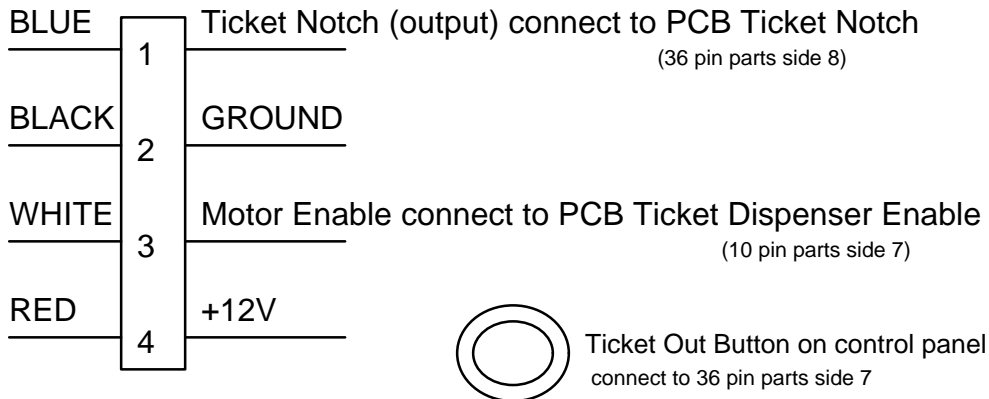 BLUE 1 Ticket Notch (output) connect to PCB Ticket Notch
(36 pin parts side 8)
BLACK 2 GROUND
WHITE 3 Motor Enable connect to PCB Ticket Dispenser Enable
(10 pin parts side 7)
RED 4 +12V
Ticket Out Button on control panel
connect to 36 pin parts side 7